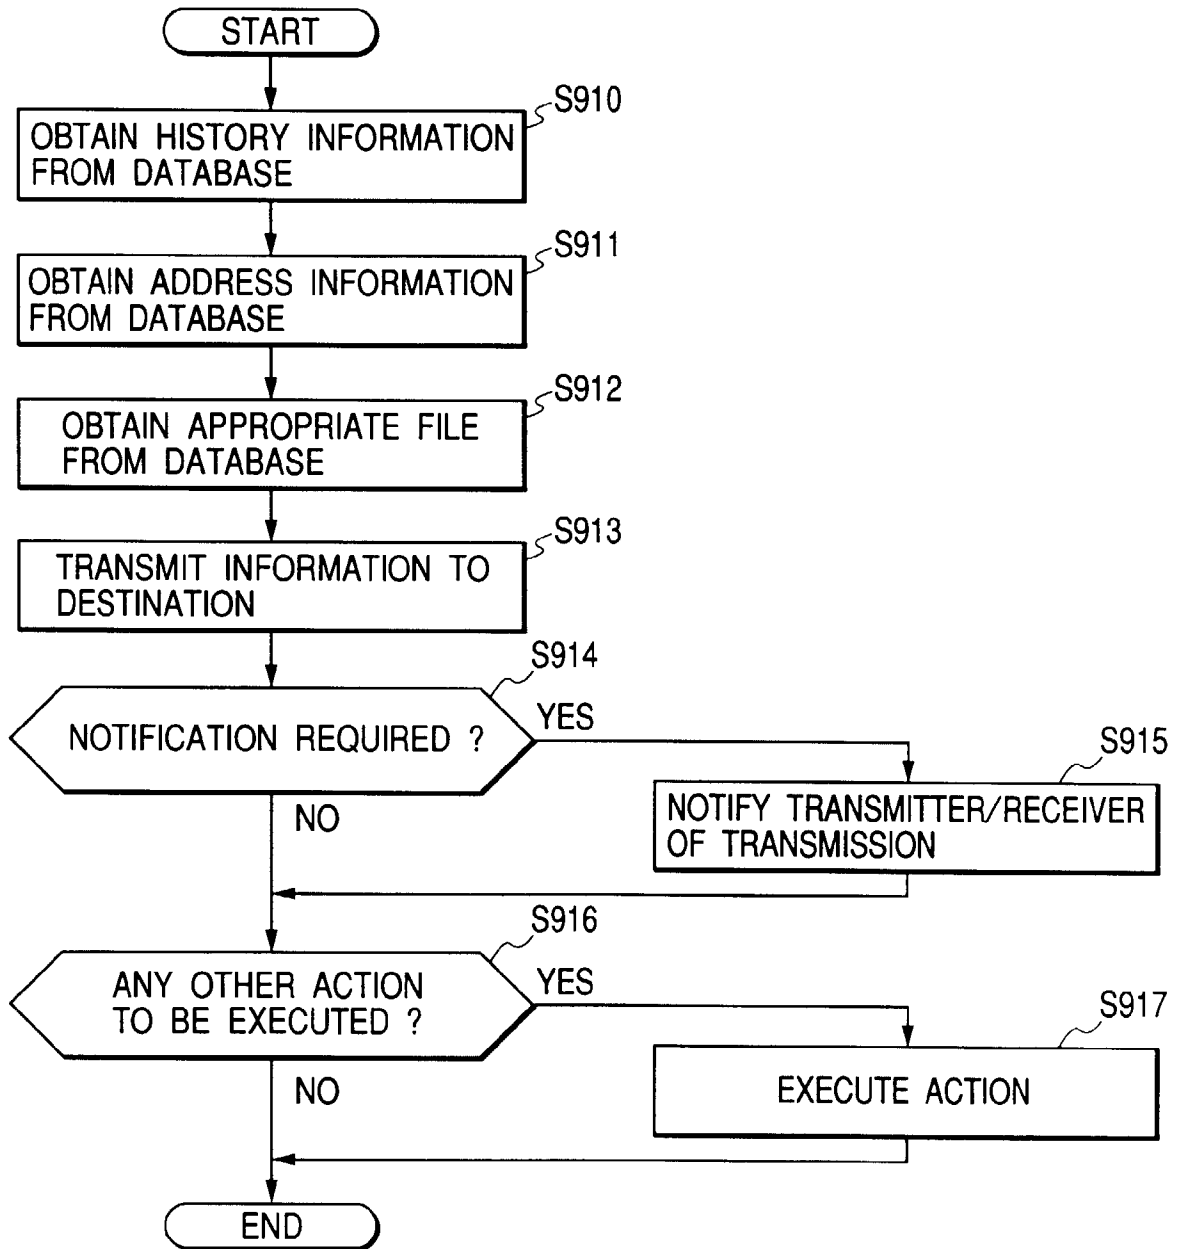 START
S910
OBTAIN HISTORY INFORMATION
FROM DATABASE
S911
OBTAIN ADDRESS INFORMATION
FROM DATABASE
S912
OBTAIN APPROPRIATE FILE
FROM DATABASE
S913
TRANSMIT INFORMATION TO
DESTINATION
S914
NOTIFICATION REQUIRED ?
YES
NO
S915
NOTIFY TRANSMITTER/RECEIVER
OF TRANSMISSION
S916
ANY OTHER ACTION
TO BE EXECUTED ?
YES
NO
S917
EXECUTE ACTION
END